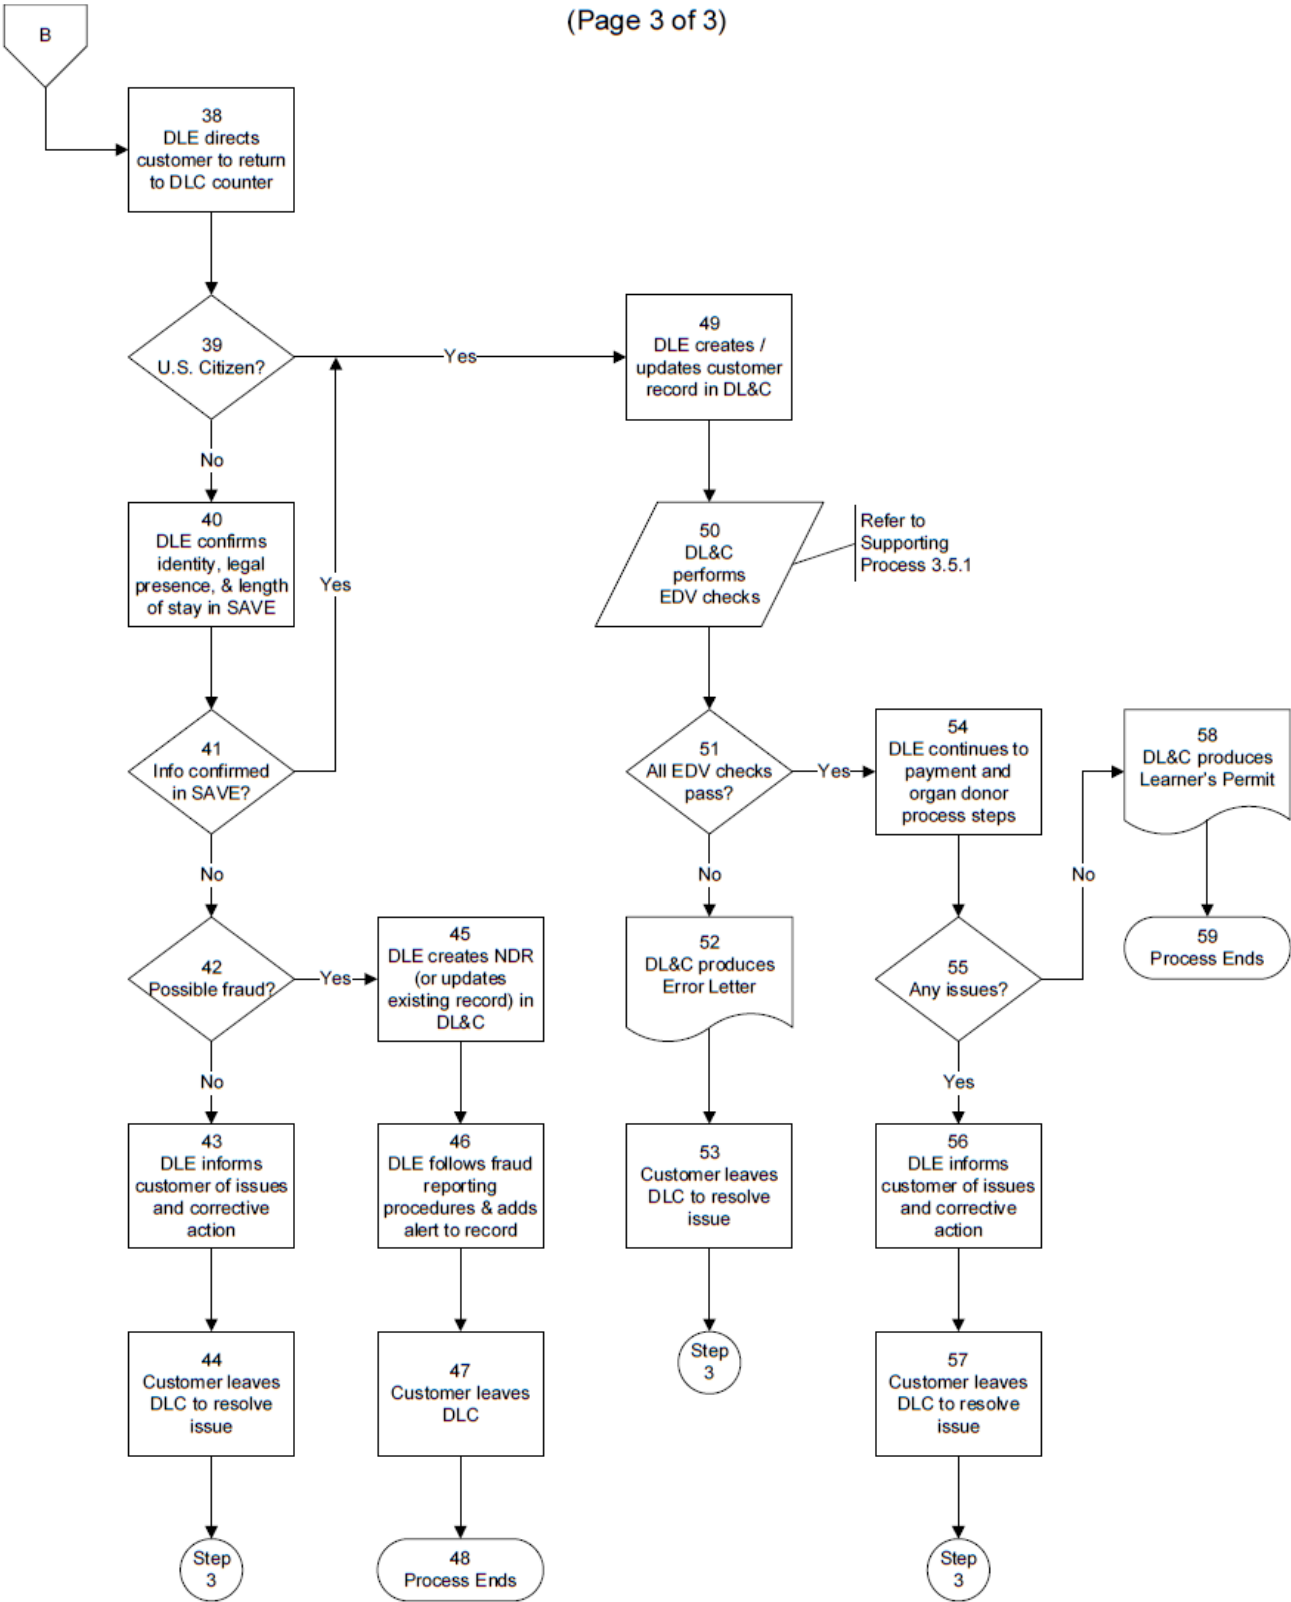 (Page 3 of 3)
B
38
DLE directs
customer to return
to DLC counter
39
U.S. Citizen?
Yes
No
40
DLE confirms
identity, legal
presence, & length
of stay in SAVE
Yes
41
Info confirmed
in SAVE?
No
42
Possible fraud?
Yes
No
43
DLE informs
customer of issues
and corrective
action
44
Customer leaves
DLC to resolve
issue
Step
3
45
DLE creates NDR
(or updates
existing record) in
DL&C
46
DLE follows fraud
reporting
procedures & adds
alert to record
47
Customer leaves
DLC
48
Process Ends
49
DLE creates /
updates customer
record in DL&C
50
DL&C
performs
EDV checks
Refer to
Supporting
Process 3.5.1
51
All EDV checks
pass?
Yes
No
52
DL&C produces
Error Letter
53
Customer leaves
DLC to resolve
issue
Step
3
54
DLE continues to
payment and
organ donor
process steps
55
Any issues?
No
Yes
56
DLE informs
customer of issues
and corrective
action
57
Customer leaves
DLC to resolve
issue
Step
3
58
DL&C produces
Learner's Permit
59
Process Ends